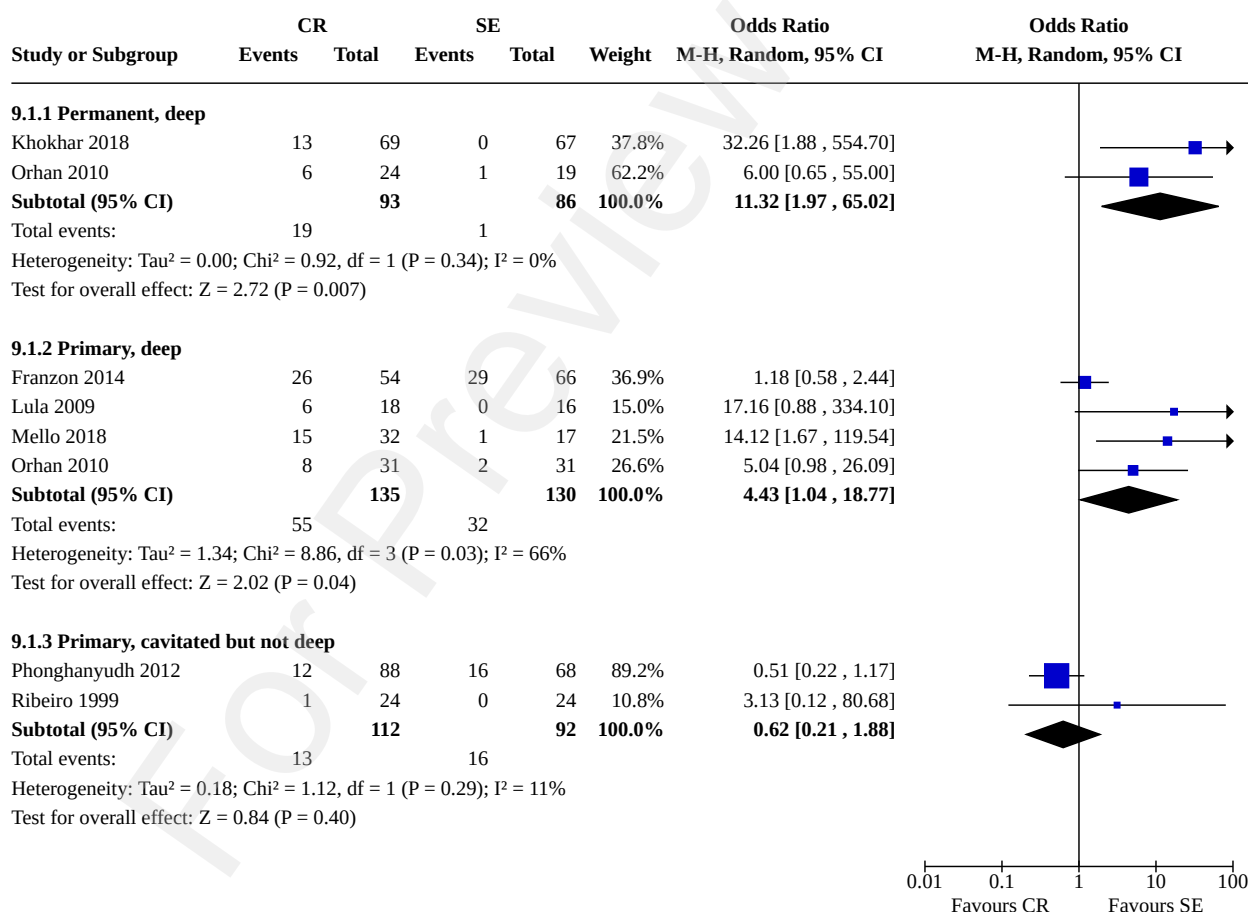 CR SE Odds Ratio Odds Ratio
Study or Subgroup Events Total Events Total Weight M-H, Random, 95% CI M-H, Random, 95% CI
9.1.1 Permanent, deep
Khokhar 2018 13 69 0 67 37.8% 32.26 [1.88 , 554.70]
Orhan 2010 6 24 1 19 62.2% 6.00 [0.65 , 55.00]
Subtotal (95% CI) 93 86 100.0% 11.32 [1.97 , 65.02]
Total events: 19 1
Heterogeneity: Tau² = 0.00; Chi² = 0.92, df = 1 (P = 0.34); I² = 0%
Test for overall effect: Z = 2.72 (P = 0.007)
9.1.2 Primary, deep
Franzon 2014 26 54 29 66 36.9% 1.18 [0.58 , 2.44]
Lula 2009 6 18 0 16 15.0% 17.16 [0.88 , 334.10]
Mello 2018 15 32 1 17 21.5% 14.12 [1.67 , 119.54]
Orhan 2010 8 31 2 31 26.6% 5.04 [0.98 , 26.09]
Subtotal (95% CI) 135 130 100.0% 4.43 [1.04 , 18.77]
Total events: 55 32
Heterogeneity: Tau² = 1.34; Chi² = 8.86, df = 3 (P = 0.03); I² = 66%
Test for overall effect: Z = 2.02 (P = 0.04)
9.1.3 Primary, cavitated but not deep
Phonghanyudh 2012 12 88 16 68 89.2% 0.51 [0.22 , 1.17]
Ribeiro 1999 1 24 0 24 10.8% 3.13 [0.12 , 80.68]
Subtotal (95% CI) 112 92 100.0% 0.62 [0.21 , 1.88]
Total events: 13 16
Heterogeneity: Tau² = 0.18; Chi² = 1.12, df = 1 (P = 0.29); I² = 11%
Test for overall effect: Z = 0.84 (P = 0.40)
0.01 0.1 1 10 100
Favours CR Favours SE
For Preview